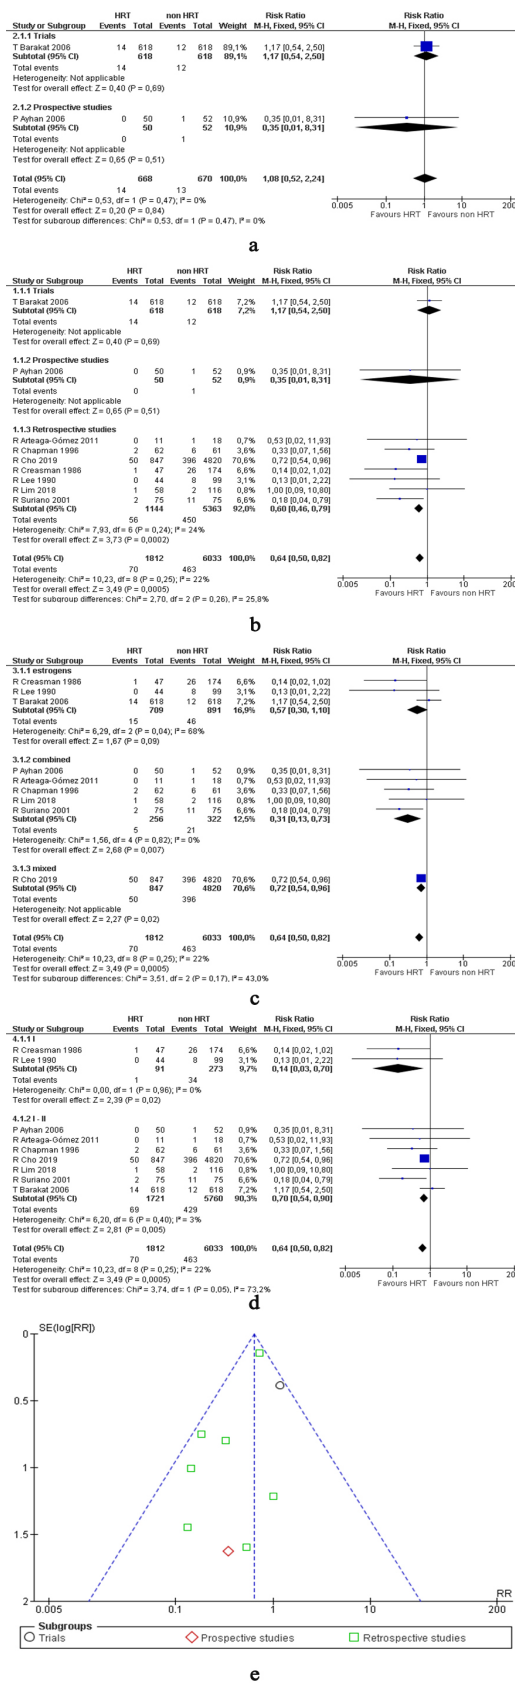 HRT non HRT Risk Ratio Risk Ratio
Study or Subgroup Events Total Events Total Weight M-H, Fixed, 95% CI M-H, Fixed, 95% CI
2.1.1 Trials
T Barakat 2006 14 618 12 618 89,1% 1,17 [0,54, 2,50]
Subtotal (95% CI) 618 618 89,1% 1,17 [0,54, 2,50]
Total events 14 12
Heterogeneity: Not applicable
Test for overall effect: Z = 0,40 (P = 0,69)
2.1.2 Prospective studies
P Ayhan 2006 0 50 1 52 10,9% 0,35 [0,01, 8,31]
Subtotal (95% CI) 50 52 10,9% 0,35 [0,01, 8,31]
Total events 0 1
Heterogeneity: Not applicable
Test for overall effect: Z = 0,65 (P = 0,51)
Total (95% CI) 668 670 100,0% 1,08 [0,52, 2,24]
Total events 14 13
Heterogeneity: Chi² = 0,53, df = 1 (P = 0,47); I² = 0%
Test for overall effect: Z = 0,20 (P = 0,84)
Test for subgroup differences: Chi² = 0,53, df = 1 (P = 0,47), I² = 0%
0.005 0.1 1 10 200
Favours HRT Favours non HRT
a
HRT non HRT Risk Ratio Risk Ratio
Study or Subgroup Events Total Events Total Weight M-H, Fixed, 95% CI M-H, Fixed, 95% CI
1.1.1 Trials
T Barakat 2006 14 618 12 618 7,2% 1,17 [0,54, 2,50]
Subtotal (95% CI) 618 618 7,2% 1,17 [0,54, 2,50]
Total events 14 12
Heterogeneity: Not applicable
Test for overall effect: Z = 0,40 (P = 0,69)
1.1.2 Prospective studies
P Ayhan 2006 0 50 1 52 0,9% 0,35 [0,01, 8,31]
Subtotal (95% CI) 50 52 0,9% 0,35 [0,01, 8,31]
Total events 0 1
Heterogeneity: Not applicable
Test for overall effect: Z = 0,65 (P = 0,51)
1.1.3 Retrospective studies
R Arteaga-Gómez 2011 0 11 1 18 0,7% 0,53 [0,02, 11,93]
R Chapman 1996 2 62 6 61 3,7% 0,33 [0,07, 1,56]
R Cho 2019 50 847 396 4820 70,6% 0,72 [0,54, 0,96]
R Creasman 1986 1 47 26 174 6,6% 0,14 [0,02, 1,02]
R Lee 1990 0 44 8 99 3,1% 0,13 [0,01, 2,22]
R Lim 2018 1 58 2 116 0,8% 1,00 [0,09, 10,80]
R Suriano 2001 2 75 11 75 6,5% 0,18 [0,04, 0,79]
Subtotal (95% CI) 1144 5363 92,0% 0,60 [0,46, 0,79]
Total events 56 450
Heterogeneity: Chi² = 7,93, df = 6 (P = 0,24); I² = 24%
Test for overall effect: Z = 3,73 (P = 0,0002)
Total (95% CI) 1812 6033 100,0% 0,64 [0,50, 0,82]
Total events 70 463
Heterogeneity: Chi² = 10,23, df = 8 (P = 0,25); I² = 22%
Test for overall effect: Z = 3,49 (P = 0,0005)
Test for subgroup differences: Chi² = 2,70, df = 2 (P = 0,26), I² = 25,8%
0.005 0.1 1 10 200
Favours HRT Favours non HRT
b
HRT non HRT Risk Ratio Risk Ratio
Study or Subgroup Events Total Events Total Weight M-H, Fixed, 95% CI M-H, Fixed, 95% CI
3.1.1 estrogens
R Creasman 1986 1 47 26 174 6,6% 0,14 [0,02, 1,02]
R Lee 1990 0 44 8 99 3,1% 0,13 [0,01, 2,22]
T Barakat 2006 14 618 12 618 7,2% 1,17 [0,54, 2,50]
Subtotal (95% CI) 709 891 16,9% 0,57 [0,30, 1,10]
Total events 15 46
Heterogeneity: Chi² = 6,29, df = 2 (P = 0,04); I² = 68%
Test for overall effect: Z = 1,67 (P = 0,09)
3.1.2 combined
P Ayhan 2006 0 50 1 52 0,9% 0,35 [0,01, 8,31]
R Arteaga-Gómez 2011 0 11 1 18 0,7% 0,53 [0,02, 11,93]
R Chapman 1996 2 62 6 61 3,7% 0,33 [0,07, 1,56]
R Lim 2018 1 58 2 116 0,8% 1,00 [0,09, 10,80]
R Suriano 2001 2 75 11 75 6,5% 0,18 [0,04, 0,79]
Subtotal (95% CI) 256 322 12,5% 0,31 [0,13, 0,73]
Total events 5 21
Heterogeneity: Chi² = 1,56, df = 4 (P = 0,82); I² = 0%
Test for overall effect: Z = 2,68 (P = 0,007)
3.1.3 mixed
R Cho 2019 50 847 396 4820 70,6% 0,72 [0,54, 0,96]
Subtotal (95% CI) 847 4820 70,6% 0,72 [0,54, 0,96]
Total events 50 396
Heterogeneity: Not applicable
Test for overall effect: Z = 2,27 (P = 0,02)
Total (95% CI) 1812 6033 100,0% 0,64 [0,50, 0,82]
Total events 70 463
Heterogeneity: Chi² = 10,23, df = 8 (P = 0,25); I² = 22%
Test for overall effect: Z = 3,49 (P = 0,0005)
Test for subgroup differences: Chi² = 3,51, df = 2 (P = 0,17), I² = 43,0%
0.005 0.1 1 10 200
Favours HRT Favours non HRT
c
HRT non HRT Risk Ratio Risk Ratio
Study or Subgroup Events Total Events Total Weight M-H, Fixed, 95% CI M-H, Fixed, 95% CI
4.1.1 I
R Creasman 1986 1 47 26 174 6,6% 0,14 [0,02, 1,02]
R Lee 1990 0 44 8 99 3,1% 0,13 [0,01, 2,22]
Subtotal (95% CI) 91 273 9,7% 0,14 [0,03, 0,70]
Total events 1 34
Heterogeneity: Chi² = 0,00, df = 1 (P = 0,96); I² = 0%
Test for overall effect: Z = 2,39 (P = 0,02)
4.1.2 I - II
P Ayhan 2006 0 50 1 52 0,9% 0,35 [0,01, 8,31]
R Arteaga-Gómez 2011 0 11 1 18 0,7% 0,53 [0,02, 11,93]
R Chapman 1996 2 62 6 61 3,7% 0,33 [0,07, 1,56]
R Cho 2019 50 847 396 4820 70,6% 0,72 [0,54, 0,96]
R Lim 2018 1 58 2 116 0,8% 1,00 [0,09, 10,80]
R Suriano 2001 2 75 11 75 6,5% 0,18 [0,04, 0,79]
T Barakat 2006 14 618 12 618 7,2% 1,17 [0,54, 2,50]
Subtotal (95% CI) 1721 5760 90,3% 0,70 [0,54, 0,90]
Total events 69 429
Heterogeneity: Chi² = 6,20, df = 6 (P = 0,40); I² = 3%
Test for overall effect: Z = 2,81 (P = 0,005)
Total (95% CI) 1812 6033 100,0% 0,64 [0,50, 0,82]
Total events 70 463
Heterogeneity: Chi² = 10,23, df = 8 (P = 0,25); I² = 22%
Test for overall effect: Z = 3,49 (P = 0,0005)
Test for subgroup differences: Chi² = 3,74, df = 1 (P = 0,05), I² = 73,2%
0.005 0.1 1 10 200
Favours HRT Favours non HRT
d
SE(log[RR])
0
0.5
1
1.5
2
RR
0.005 0.1 1 10 200
Subgroups
Trials Prospective studies Retrospective studies
e